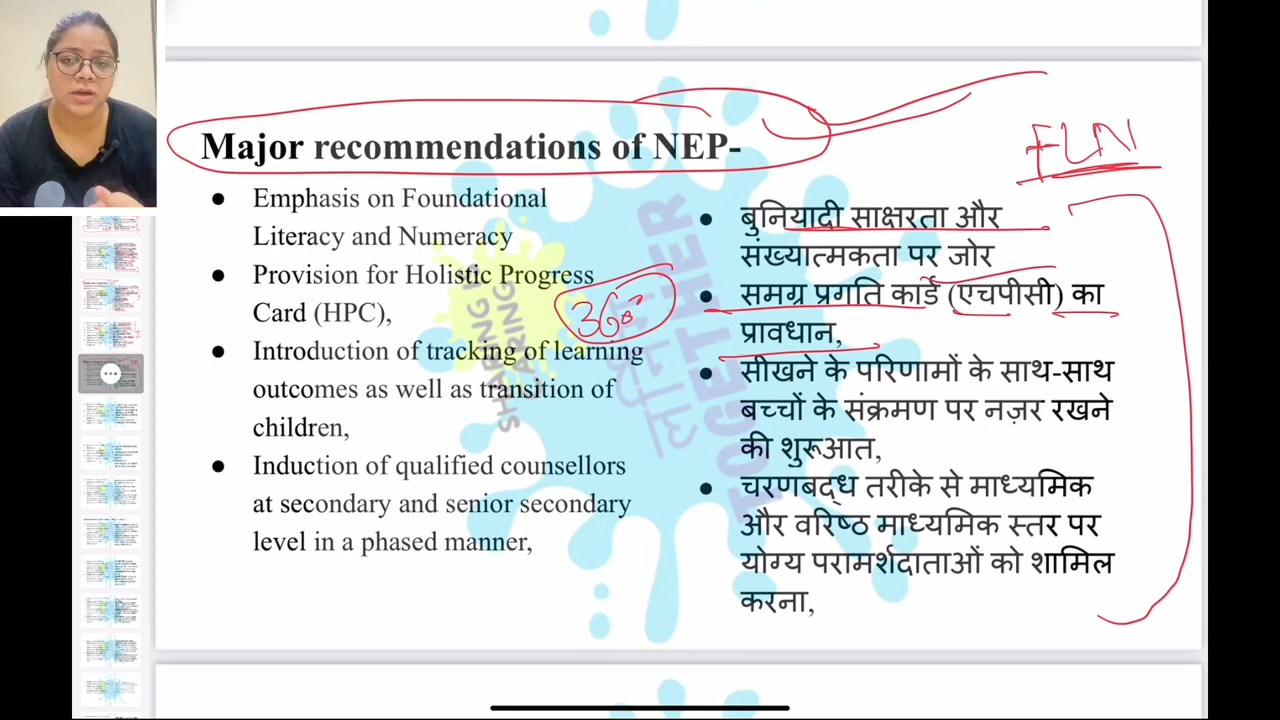 Major recommendations of NEP-
FLN
● Emphasis on Foundational
Literacy and Numeracy
● Provision for Holistic Progress
Card (HPC),
360°
● Introduction of tracking of learning
outcomes as well as transition of
children,
● Induction of qualified counsellors
at secondary and senior secondary
level in a phased manner,
● बुनियादी साक्षरता और
संख्यात्मकता पर जोर
● समग्र प्रगति कार्ड (एचपीसी) का
प्रावधान,
● सीखने के परिणामों के साथ-साथ
बच्चों के संक्रमण पर नज़र रखने
की शुरूआत,
● चरणबद्ध तरीके से माध्यमिक
और वरिष्ठ माध्यमिक स्तर पर
योग्य परामर्शदाताओं को शामिल
करना,